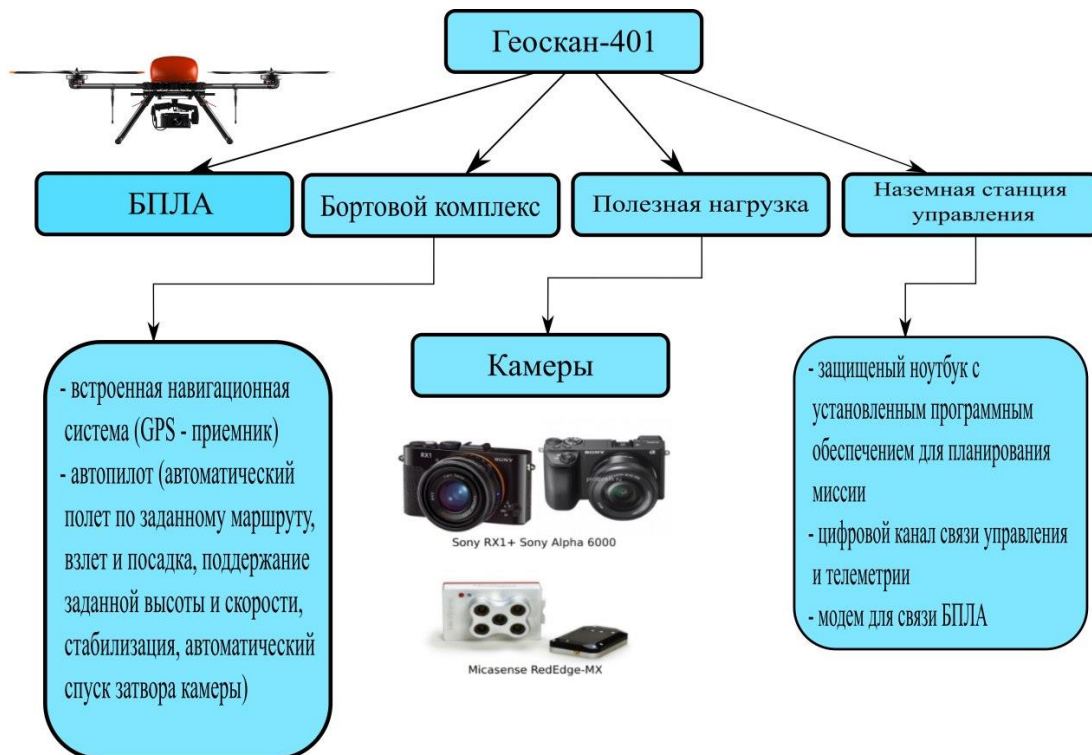 Геоскан-401
БПЛА
Бортовой комплекс
Полезная нагрузка
Наземная станция
управления
- встроенная навигационная
система (GPS - приемник)
- автопилот (автоматический
полет по заданному маршруту,
взлет и посадка, поддержание
заданной высоты и скорости,
стабилизация, автоматический
спуск затвора камеры)
Камеры
RX1
SONY
SONY
α
Sony RX1+ Sony Alpha 6000
Micasense RedEdge-MX
- защищеный ноутбук с
установленным программным
обеспечением для планирования
миссии
- цифровой канал связи управления
и телеметрии
- модем для связи БПЛА